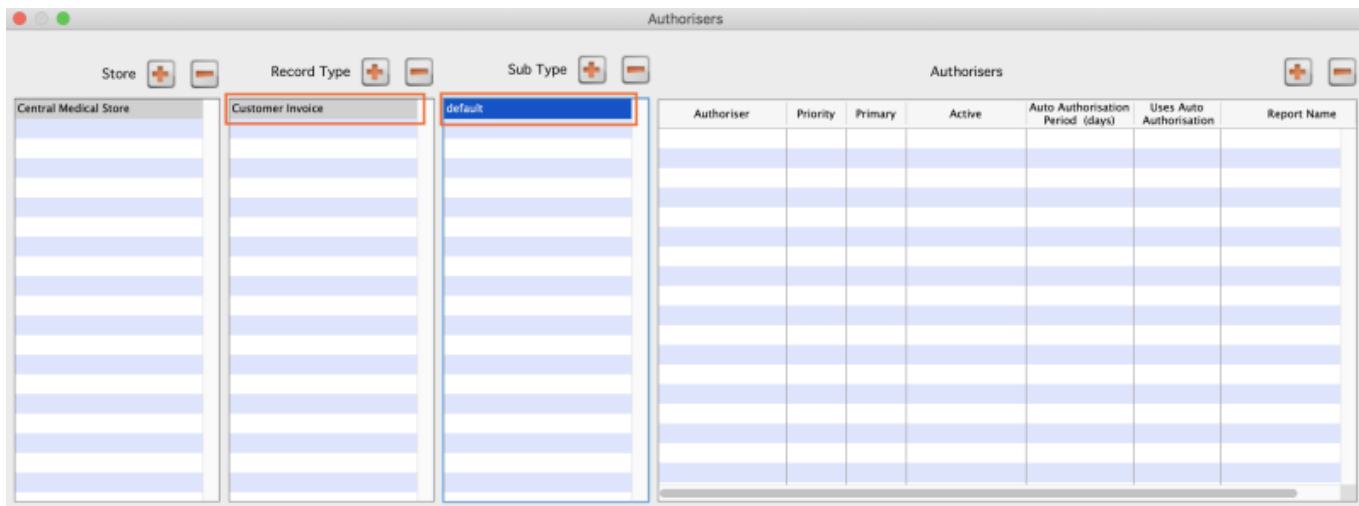 Authorisers
Store
Record Type
Sub Type
Authorisers
Central Medical Store
Customer Invoice
default
Authoriser
Priority
Primary
Active
Auto Authorisation
Period (days)
Uses Auto
Authorisation
Report Name